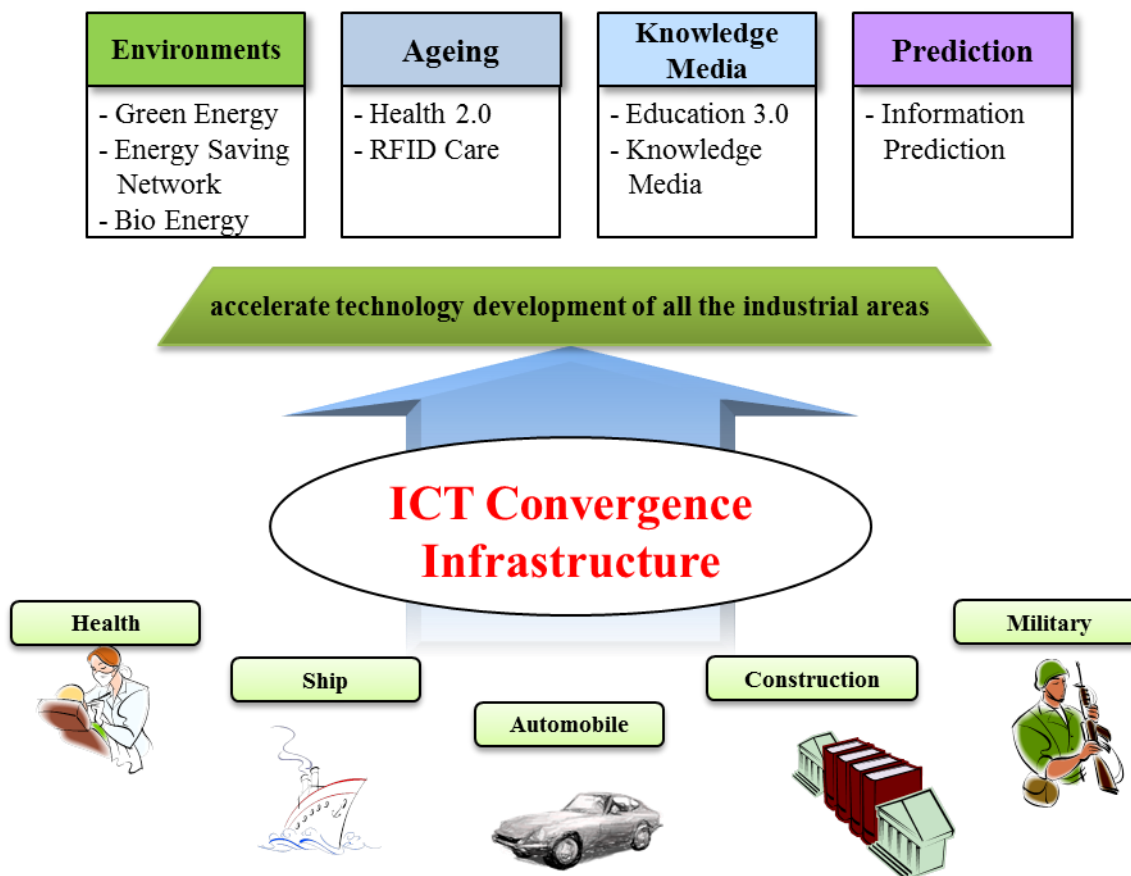 Environments
- Green Energy
- Energy Saving
Network
- Bio Energy
Ageing
- Health 2.0
- RFID Care
Knowledge
Media
- Education 3.0
- Knowledge
Media
Prediction
- Information
Prediction
accelerate technology development of all the industrial areas
ICT Convergence
Infrastructure
Health
Ship
Automobile
Construction
Military